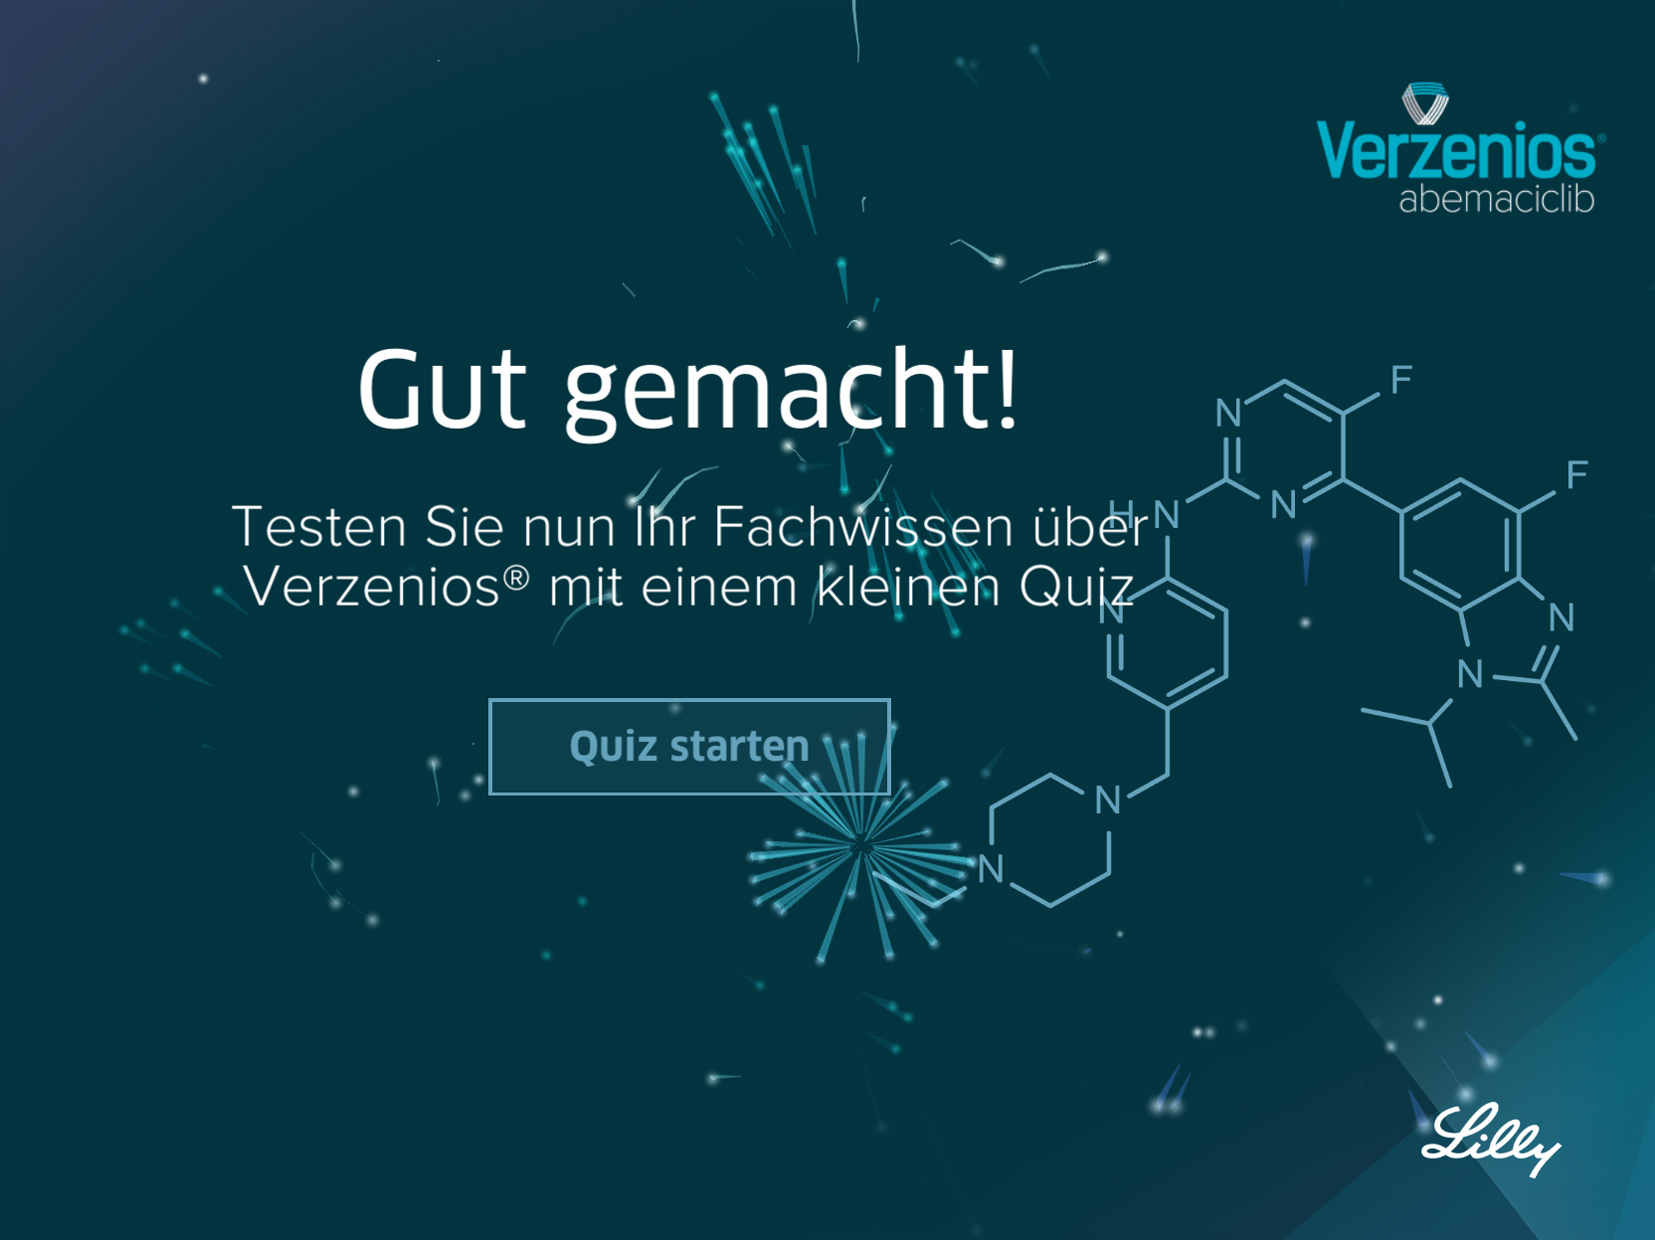 Verzenios®
abemaciclib
Gut gemacht!
Testen Sie nun Ihr Fachwissen über
Verzenios® mit einem kleinen Quiz
Quiz starten
F
N
F
N
H N
N
N
N
N
N
Lilly